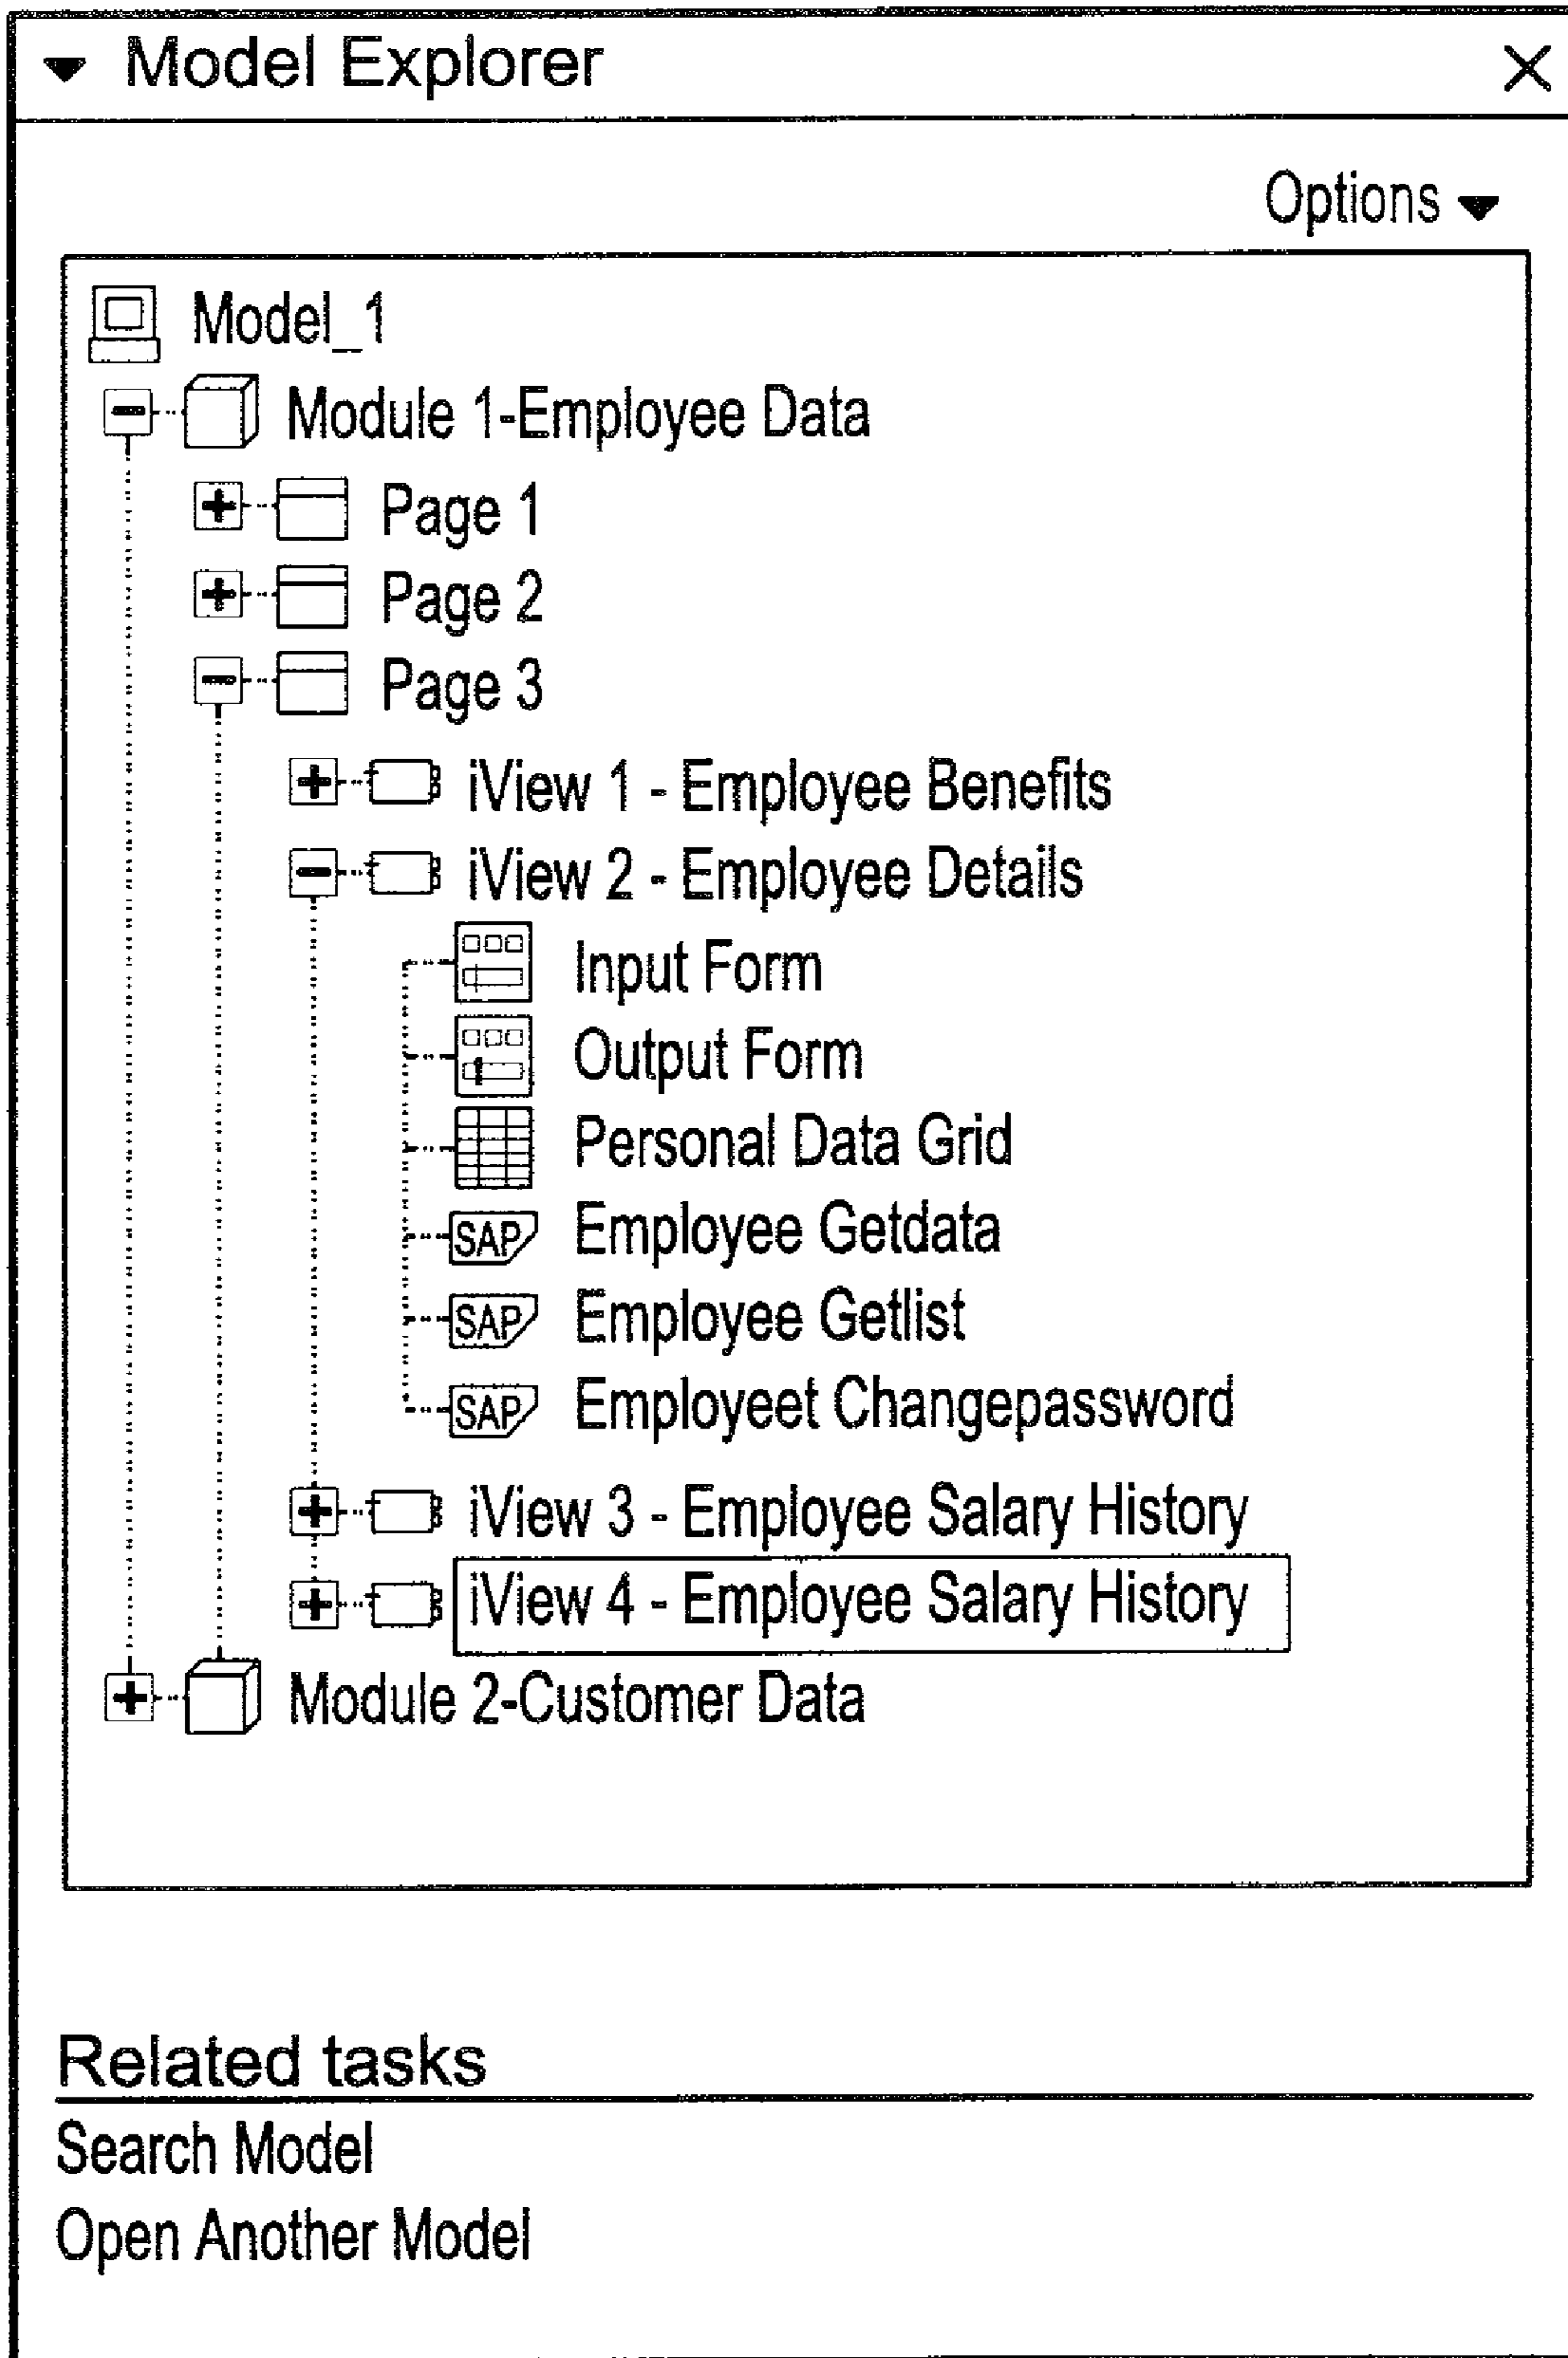 Model Explorer
Options
Model_1
Module 1-Employee Data
Page 1
Page 2
Page 3
iView 1 - Employee Benefits
iView 2 - Employee Details
Input Form
Output Form
Personal Data Grid
SAP Employee Getdata
SAP Employee Getlist
SAP Employeet Changepassword
iView 3 - Employee Salary History
iView 4 - Employee Salary History
Module 2-Customer Data
Related tasks
Search Model
Open Another Model